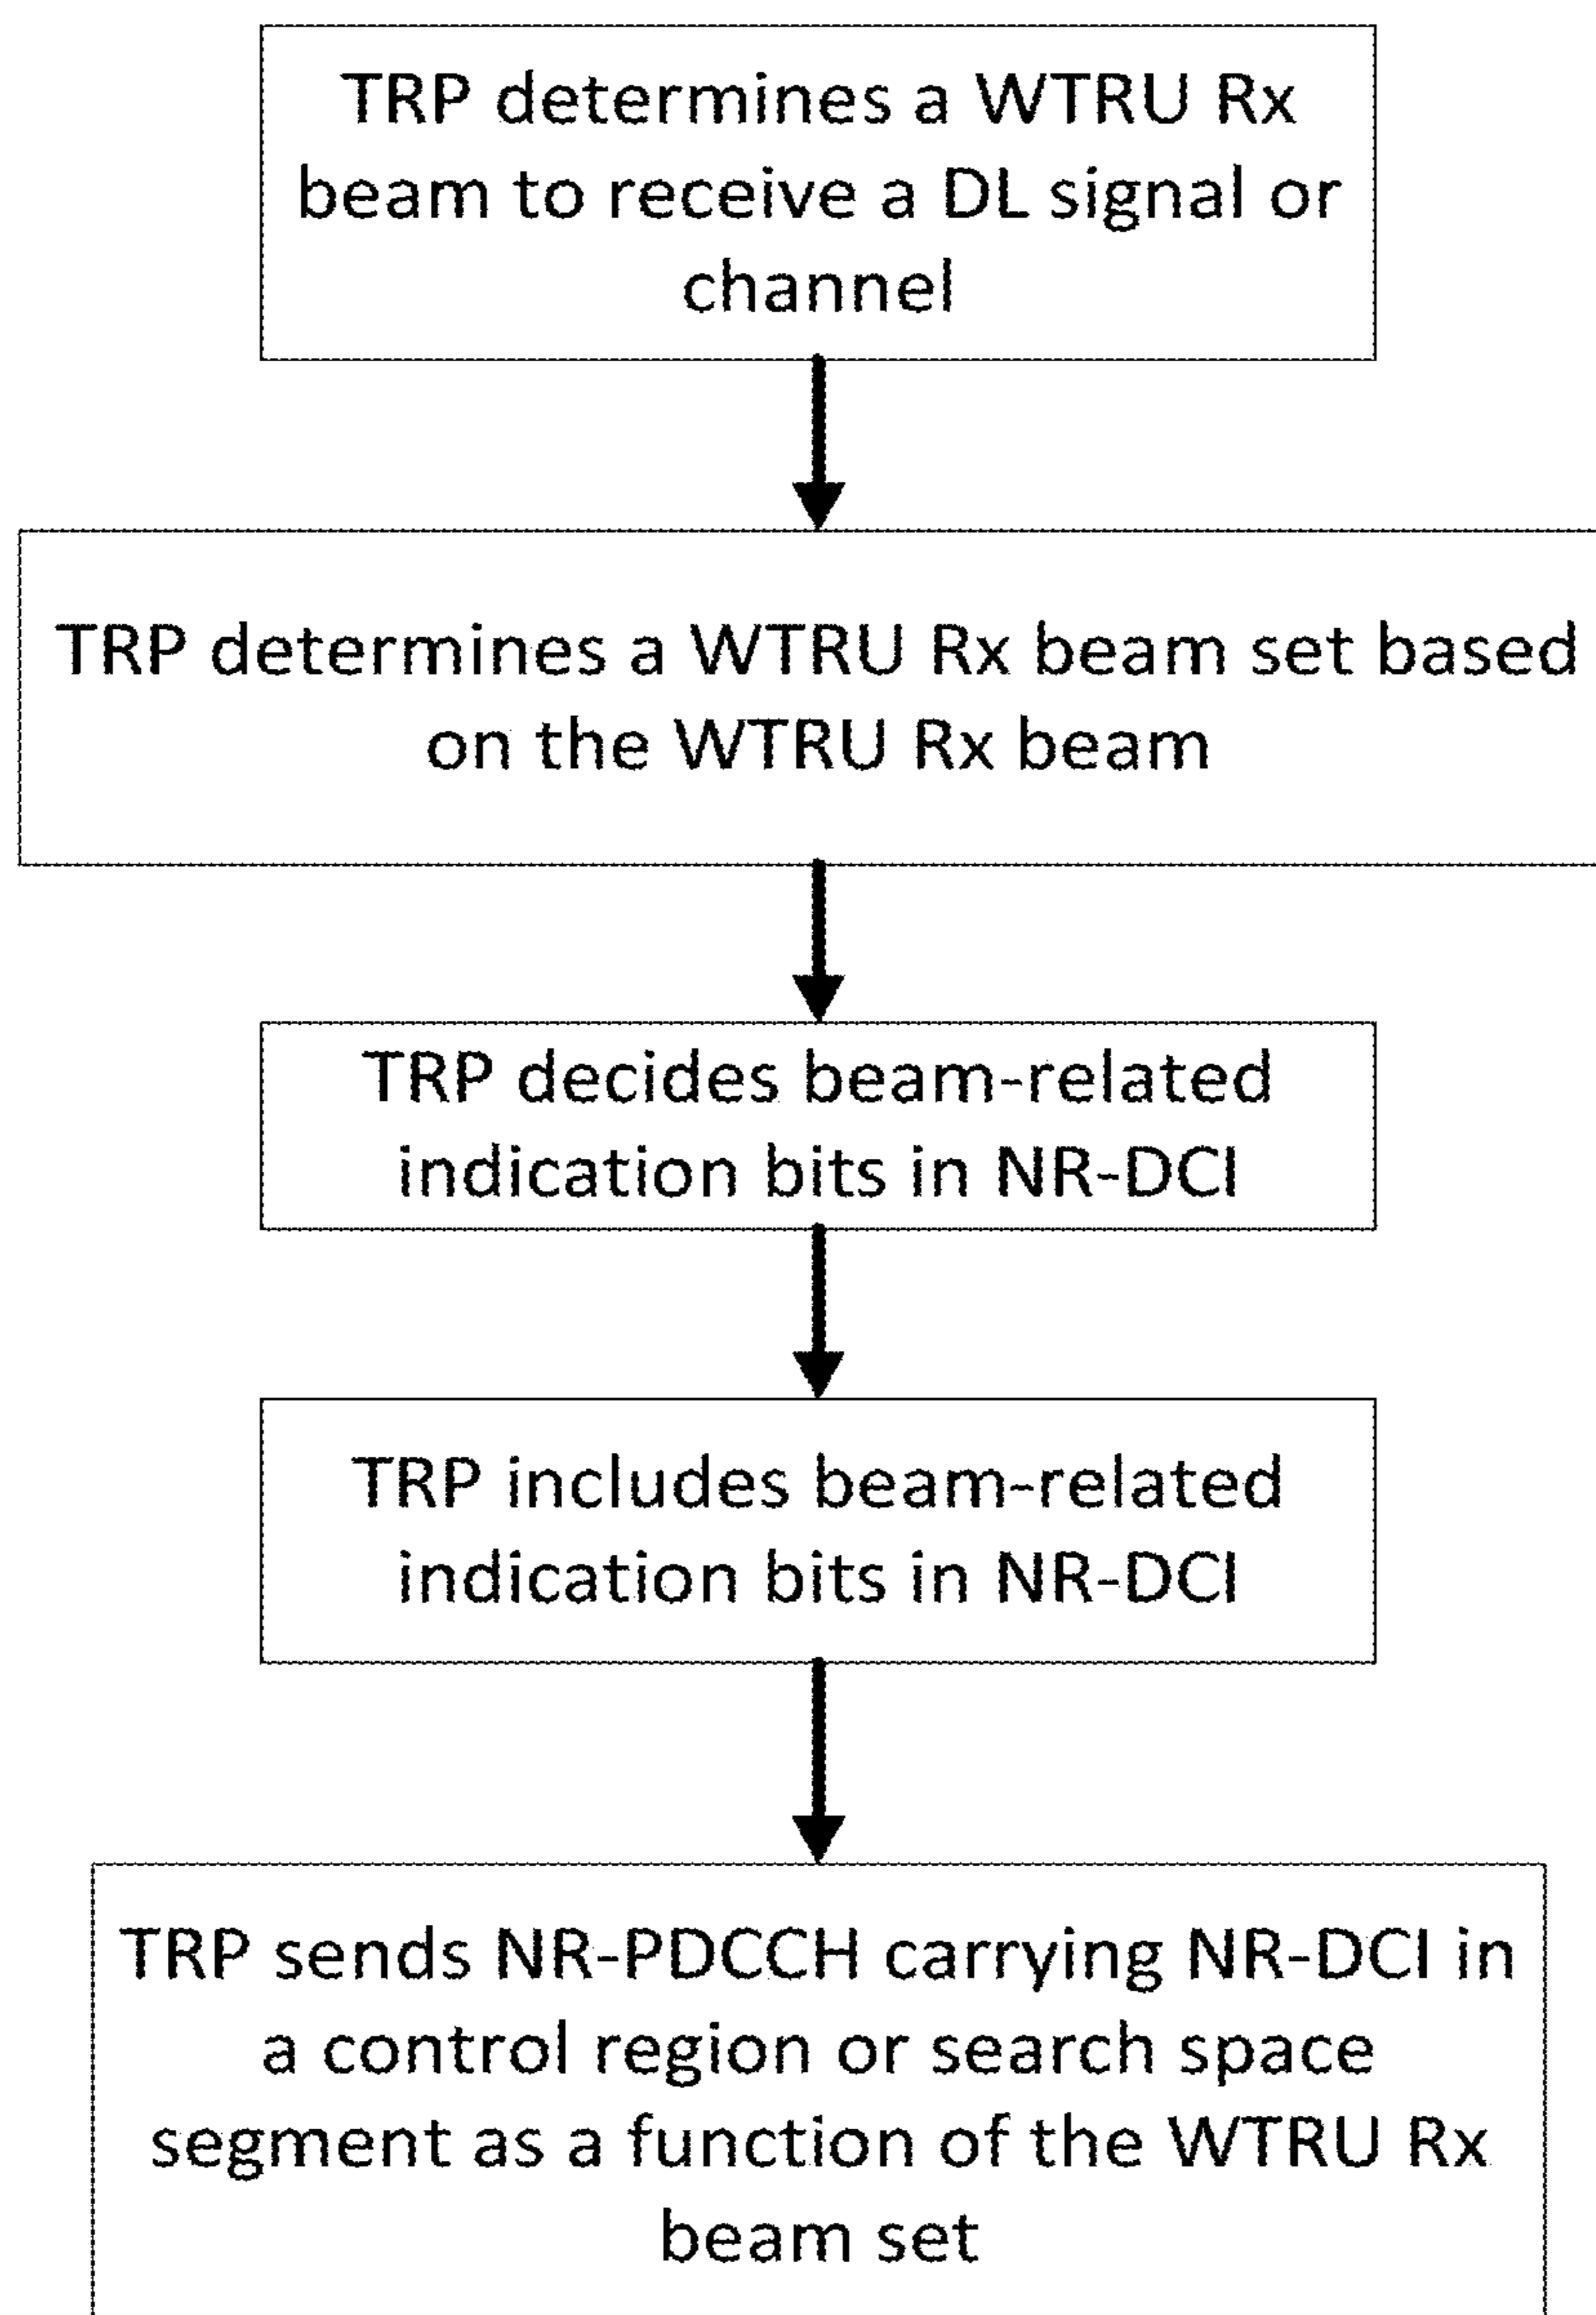 TRP determines a WTRU Rx
beam to receive a DL signal or
channel
TRP determines a WTRU Rx beam set based
on the WTRU Rx beam
TRP decides beam-related
indication bits in NR-DCI
TRP includes beam-related
indication bits in NR-DCI
TRP sends NR-PDCCH carrying NR-DCI in
a control region or search space
segment as a function of the WTRU Rx
beam set